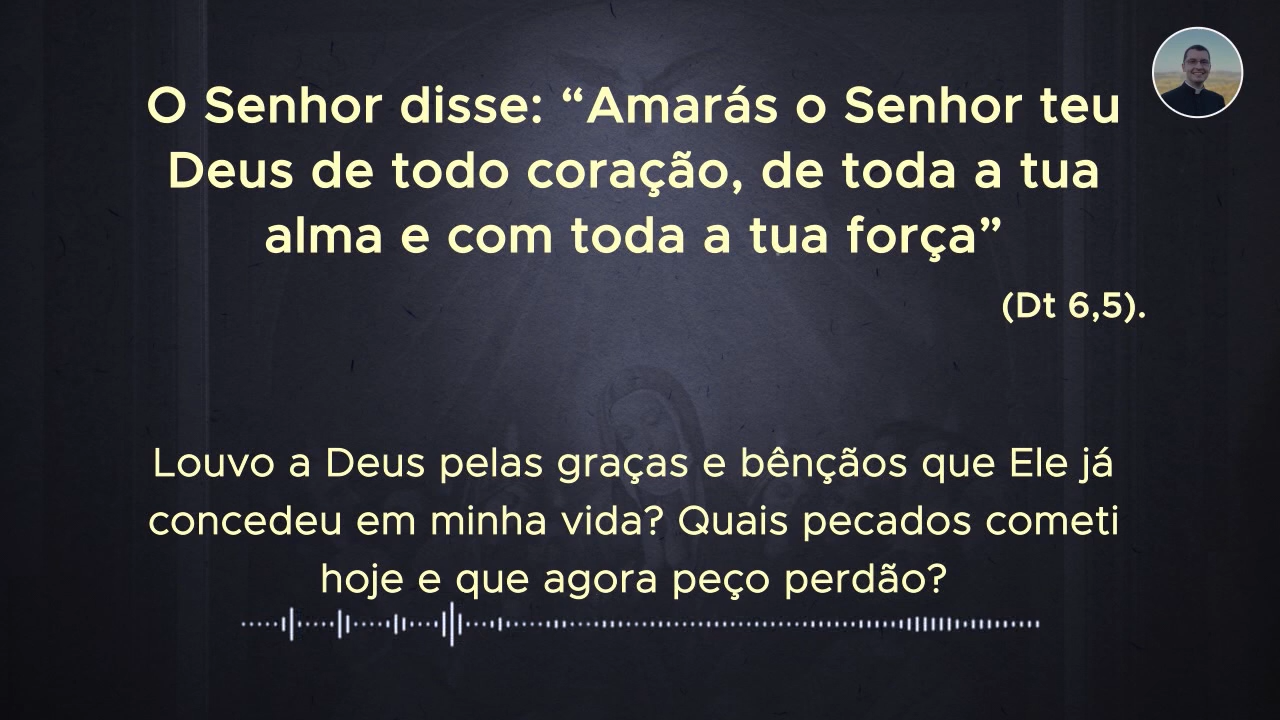 O Senhor disse: “Amarás o Senhor teu
Deus de todo coração, de toda a tua
alma e com toda a tua força”
(Dt 6,5).
Louvo a Deus pelas graças e bênçãos que Ele já
concedeu em minha vida? Quais pecados cometi
hoje e que agora peço perdão?